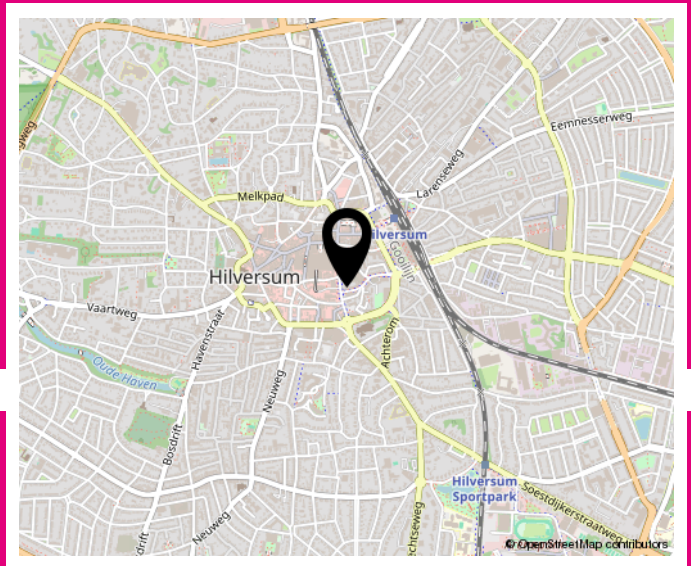 Eemnesserweg
Larenseweg
Melkpad
Hilversum
Gooilijn
Hilversum
Vaartweg
Havenstraat
Achterom
Oude Haven
Neuweg
Bosdrift
Hilversum
Sportpark
Soestdijkerstraatweg
Neuweg
© OpenStreetMap contributors